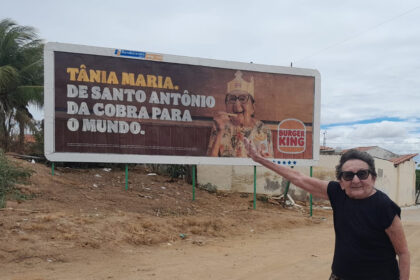 TÂNIA MARIA.
DE SANTO ANTÔNIO
DA COBRA PARA
O MUNDO.
BURGER
KING